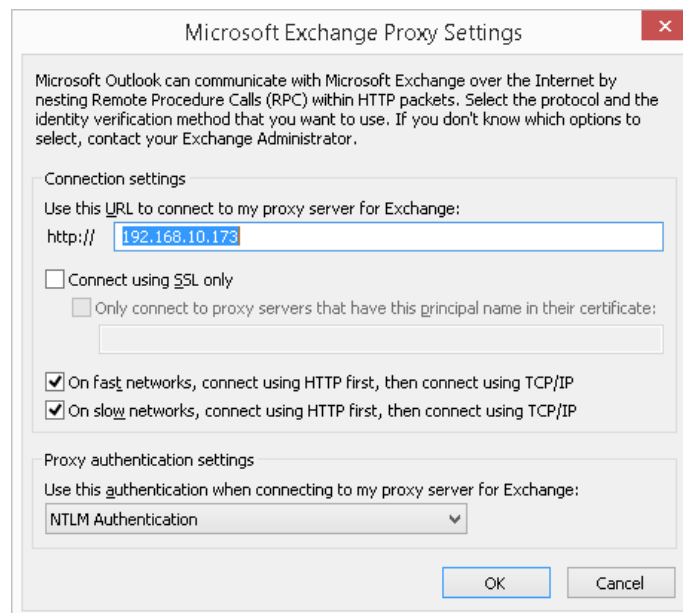 Microsoft Exchange Proxy Settings
Microsoft Outlook can communicate with Microsoft Exchange over the Internet by
nesting Remote Procedure Calls (RPC) within HTTP packets. Select the protocol and the
identity verification method that you want to use. If you don't know which options to
select, contact your Exchange Administrator.
Connection settings
Use this URL to connect to my proxy server for Exchange:
http:// 192.168.10.173
Connect using SSL only
Only connect to proxy servers that have this principal name in their certificate:
On fast networks, connect using HTTP first, then connect using TCP/IP
On slow networks, connect using HTTP first, then connect using TCP/IP
Proxy authentication settings
Use this authentication when connecting to my proxy server for Exchange:
NTLM Authentication
OK Cancel